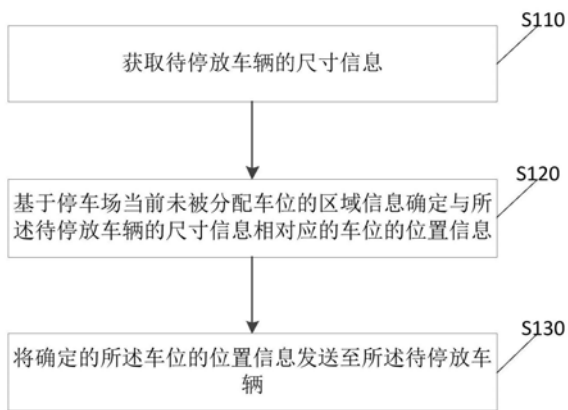 S110
获取待停放车辆的尺寸信息
S120
基于停车场当前未被分配车位的区域信息确定与所
述待停放车辆的尺寸信息相对应的车位的位置信息
S130
将确定的所述车位的位置信息发送至所述待停放车
辆